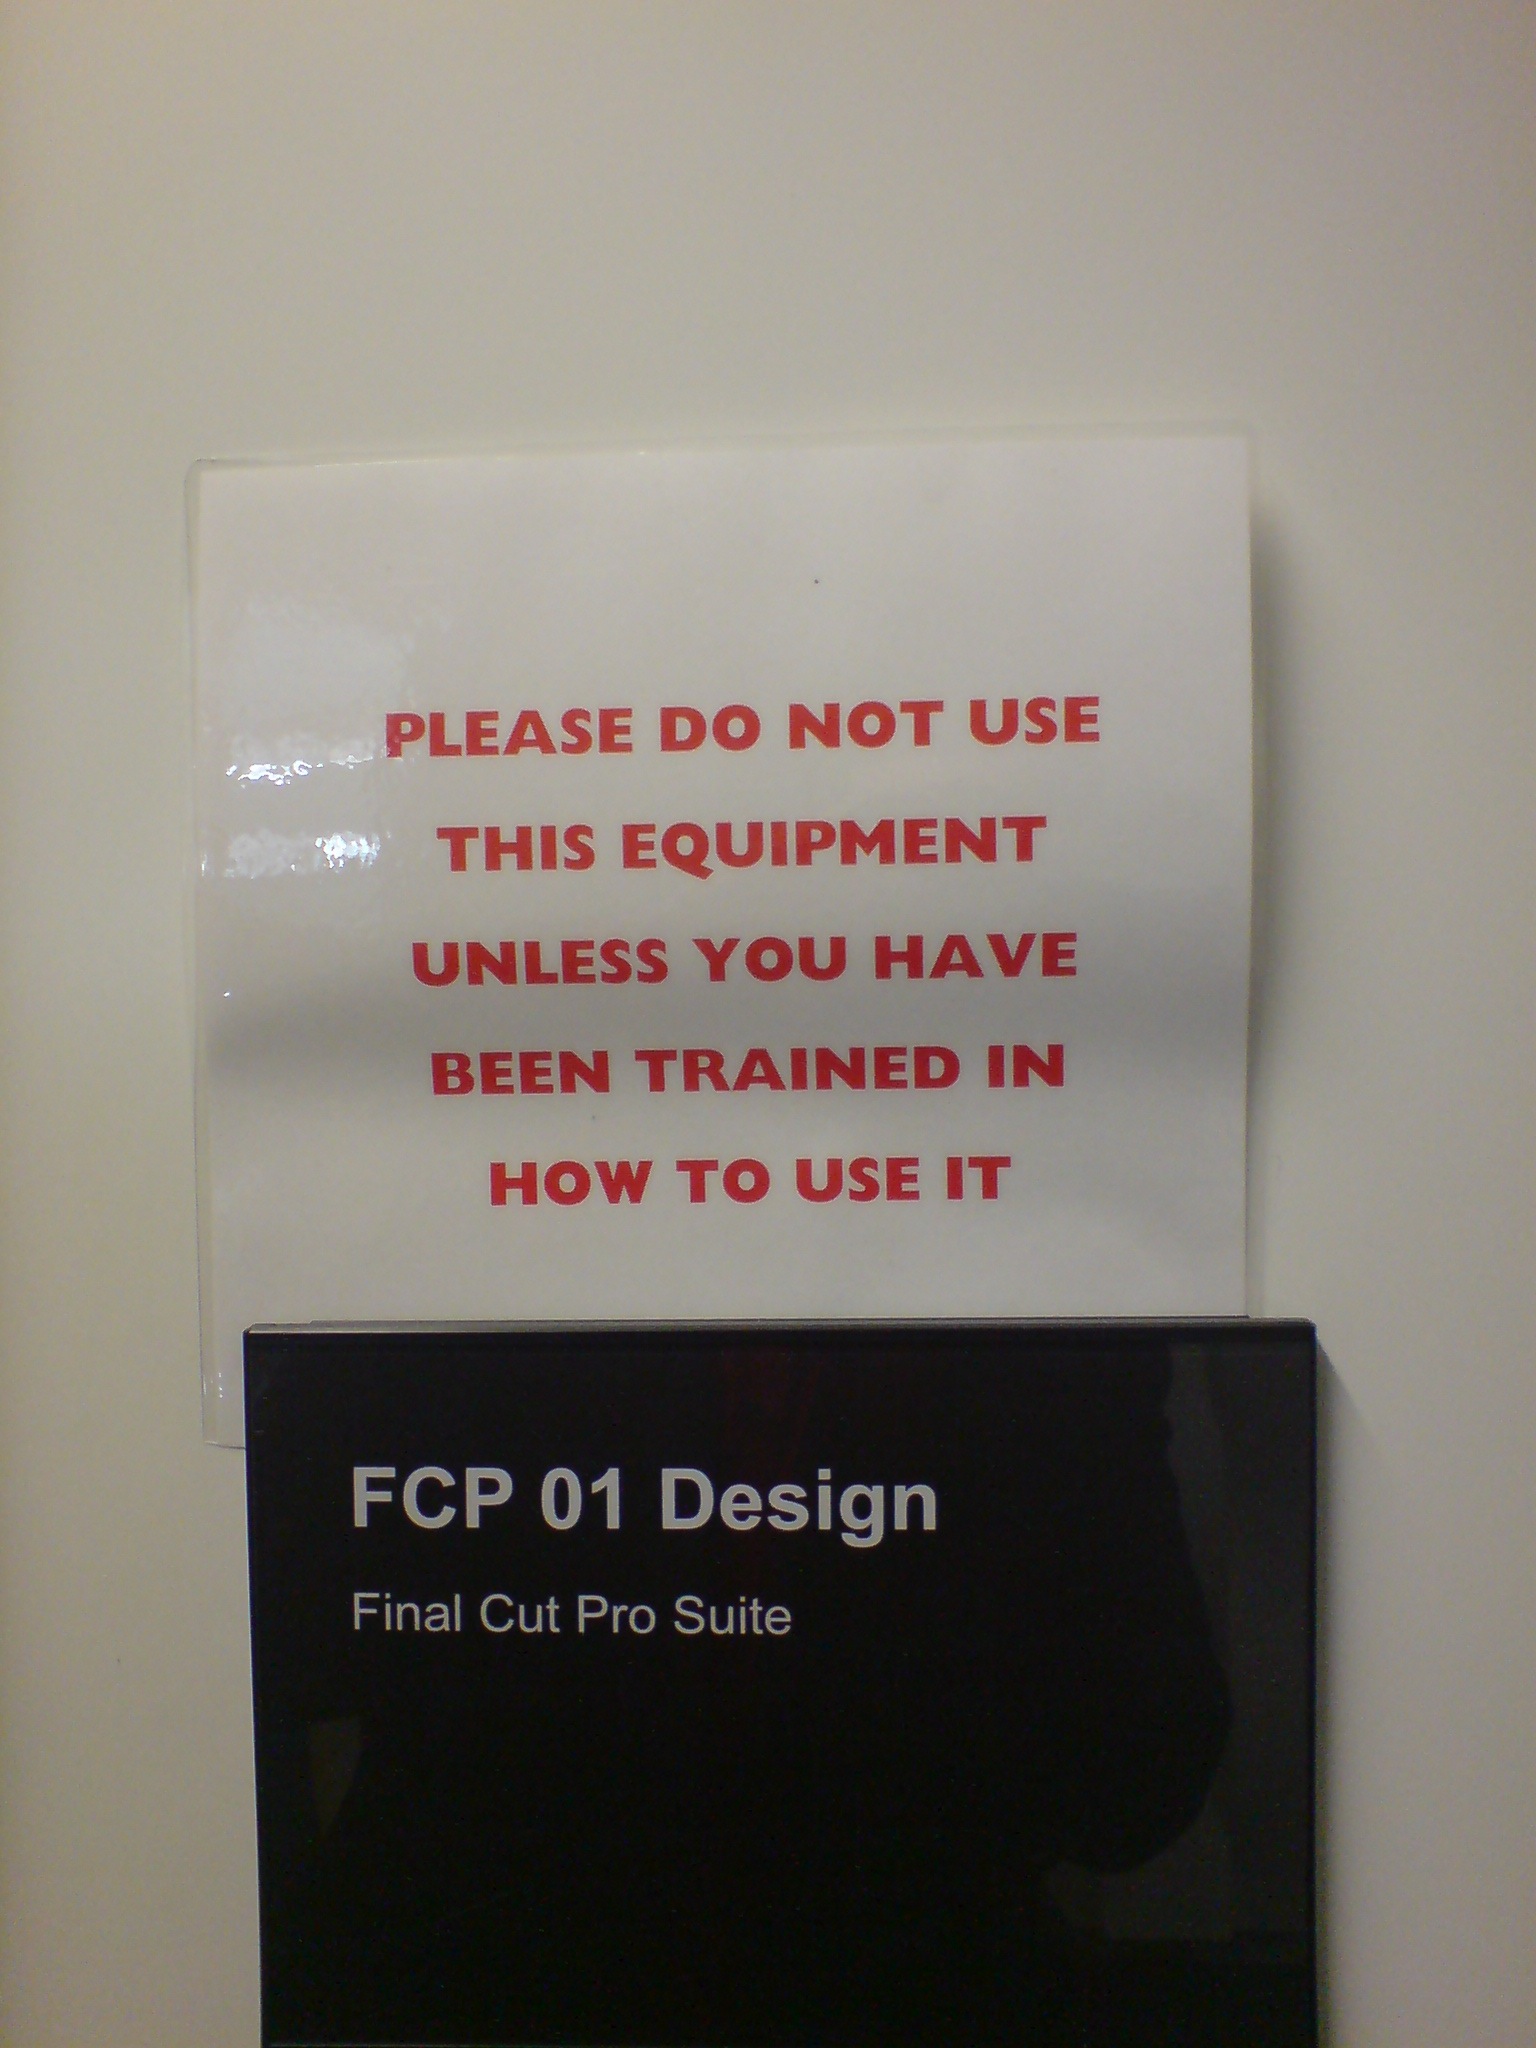 PLEASE DO NOT USE
THIS EQUIPMENT
UNLESS YOU HAVE
BEEN TRAINED IN
HOW TO USE IT
FCP 01 Design
Final Cut Pro Suite